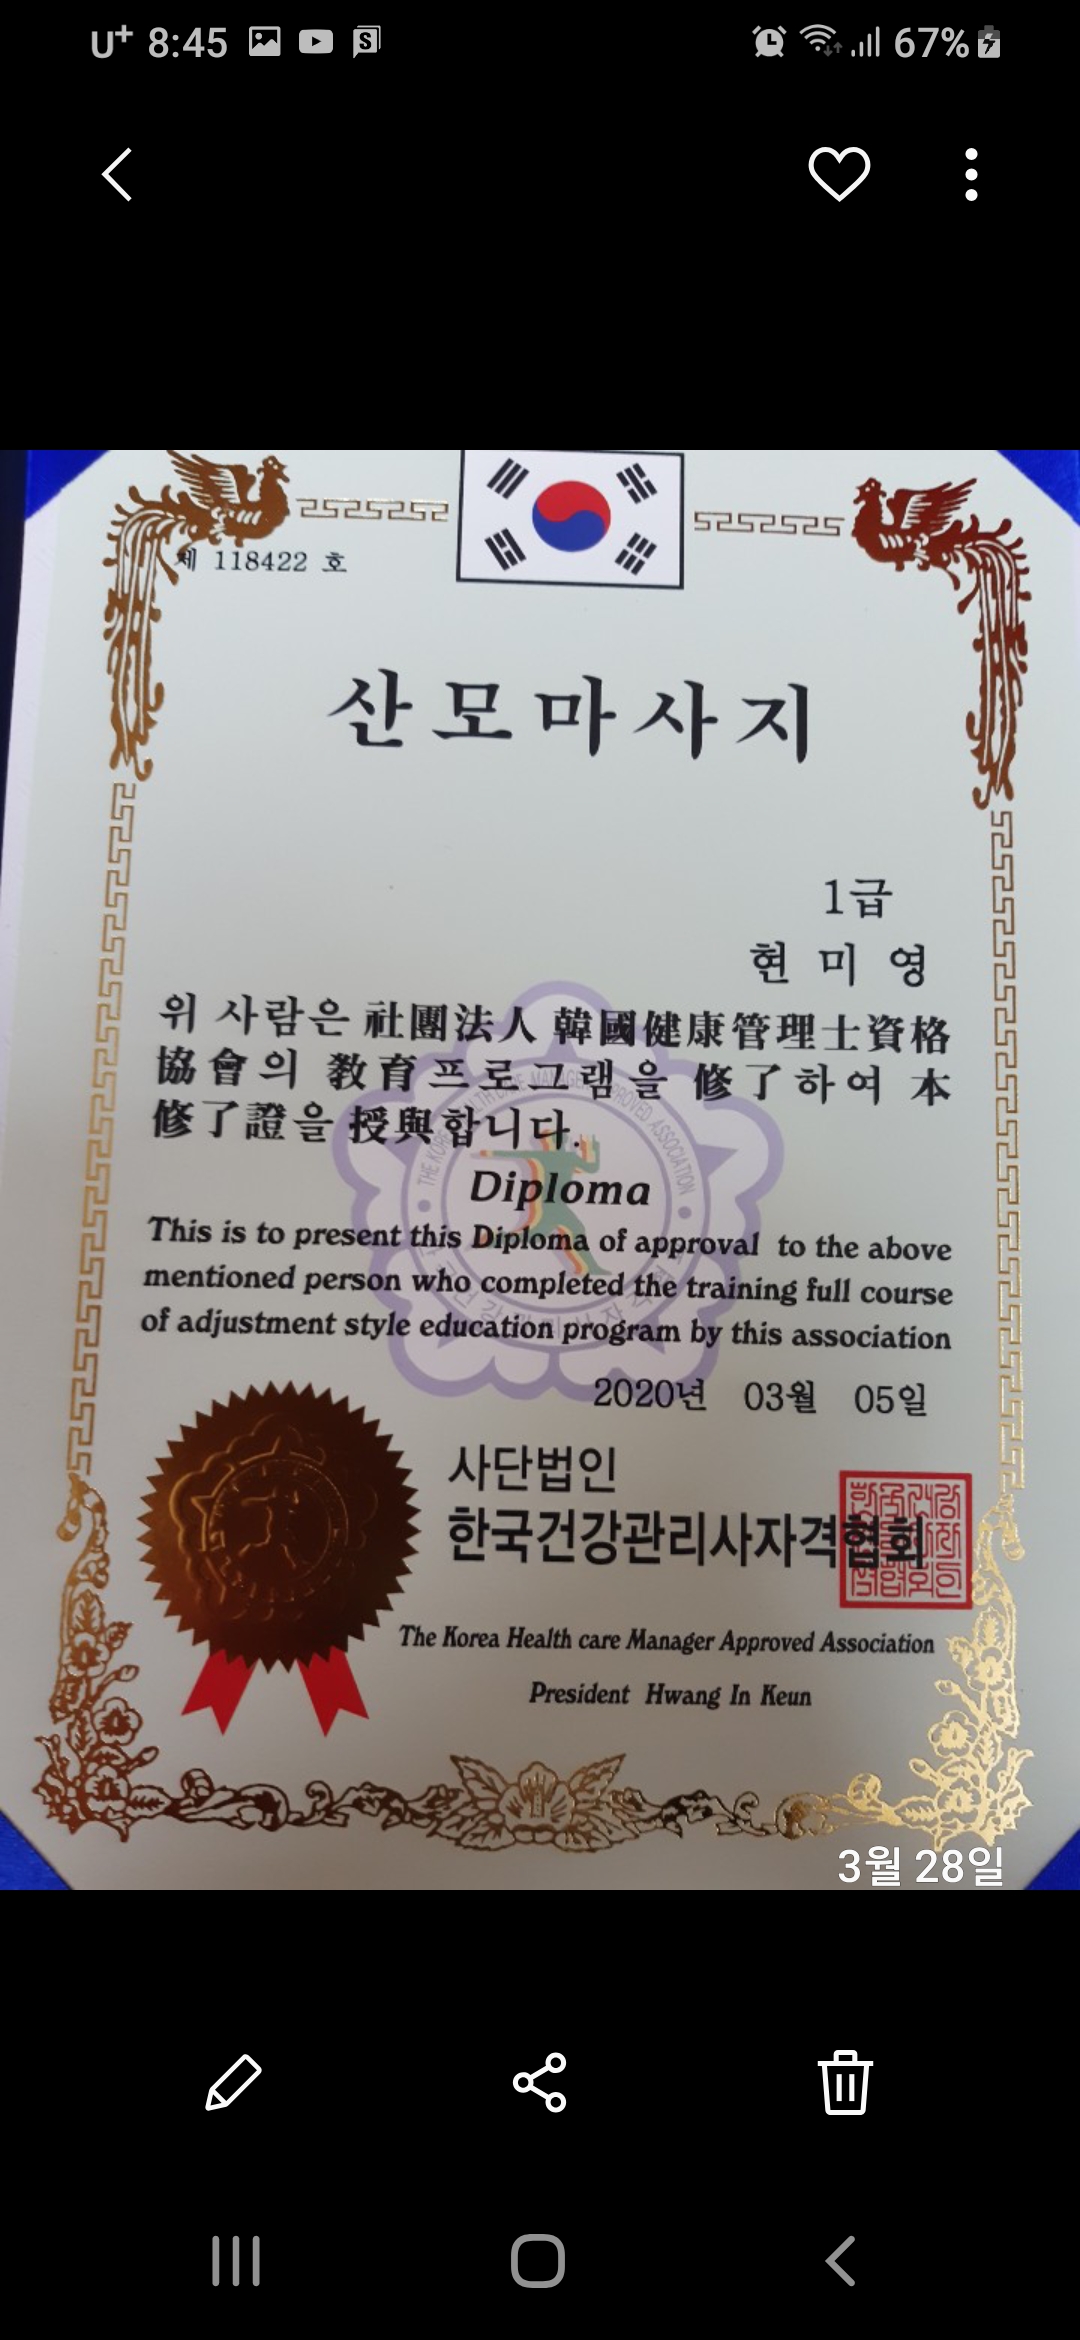 U+ 8:45 67%
제 118422 호
산모마사지
1급
현 미 영
위 사람은 社團法人 韓國健康管理士資格
協會의 敎育프로그램을 修了하여 本
修了證을 授與합니다.
Diploma
This is to present this Diploma of approval to the above
mentioned person who completed the training full course
of adjustment style education program by this association
2020년 03월 05일
사단법인
한국건강관리사자격협회
The Korea Health care Manager Approved Association
President Hwang In Keun
3월 28일